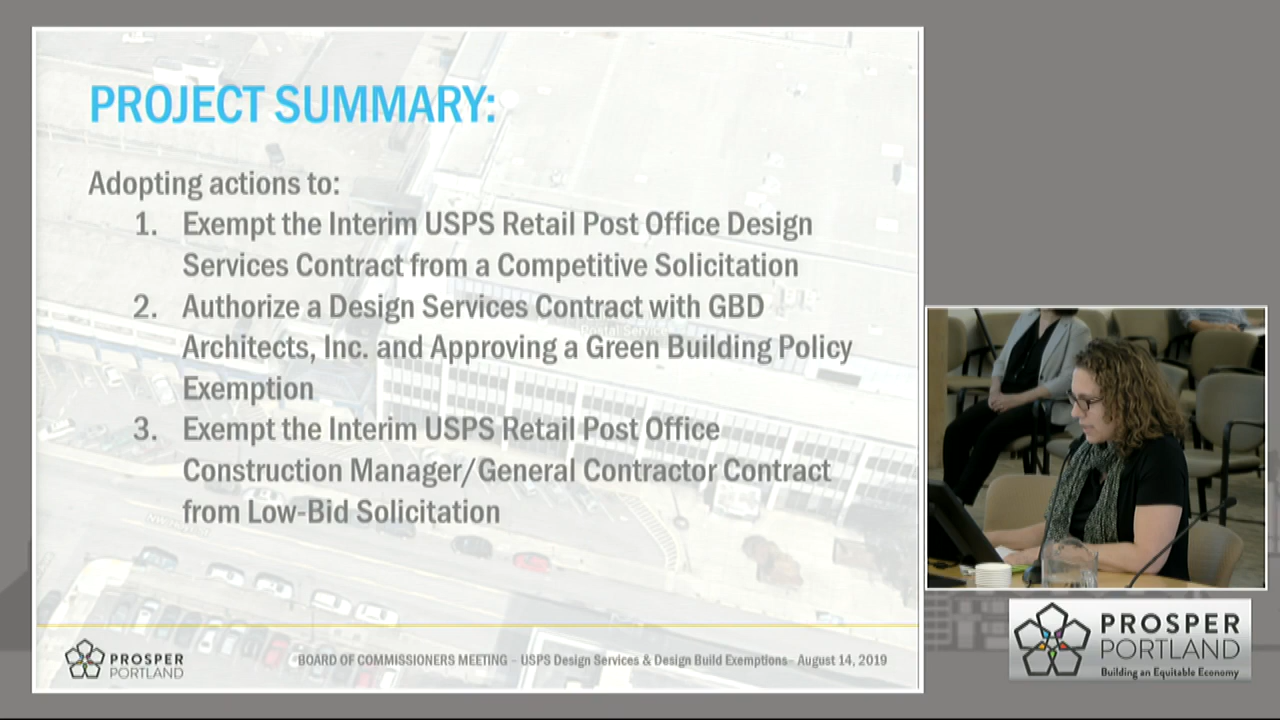 PROJECT SUMMARY:
Adopting actions to:
1. Exempt the Interim USPS Retail Post Office Design
Services Contract from a Competitive Solicitation
2. Authorize a Design Services Contract with GBD
Architects, Inc. and Approving a Green Building Policy
Exemption
3. Exempt the Interim USPS Retail Post Office
Construction Manager/General Contractor Contract
from Low-Bid Solicitation
PROSPER
PORTLAND
BOARD OF COMMISSIONERS MEETING – USPS Design Services & Design Build Exemptions– August 14, 2019
PROSPER
PORTLAND
Building an Equitable Economy